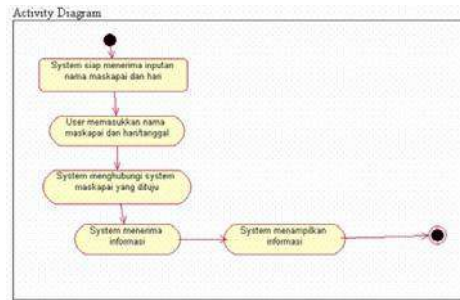 Activity Diagram
System siap menerima inputan
nama maskapai dan hari
User memasukkan nama
maskapai dan hari/tanggal
System menghubungi system
maskapai yang dituju
System menerima
informasi
System menampilkan
informasi